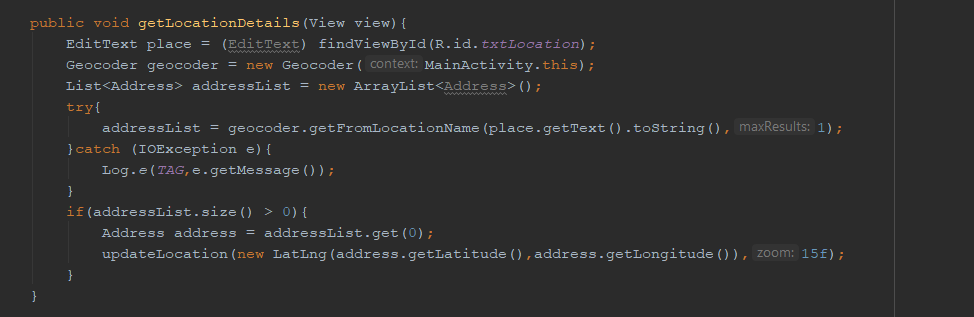 public void getLocationDetails(View view){
    EditText place = (EditText) findViewById(R.id.txtLocation);
    Geocoder geocoder = new Geocoder( context: MainActivity.this);
    List<Address> addressList = new ArrayList<Address>();
    try{
        addressList = geocoder.getFromLocationName(place.getText().toString(), maxResults: 1);
    }catch (IOException e){
        Log.e(TAG,e.getMessage());
    }
    if(addressList.size() > 0){
        Address address = addressList.get(0);
        updateLocation(new LatLng(address.getLatitude(),address.getLongitude()), zoom: 15f);
    }
}